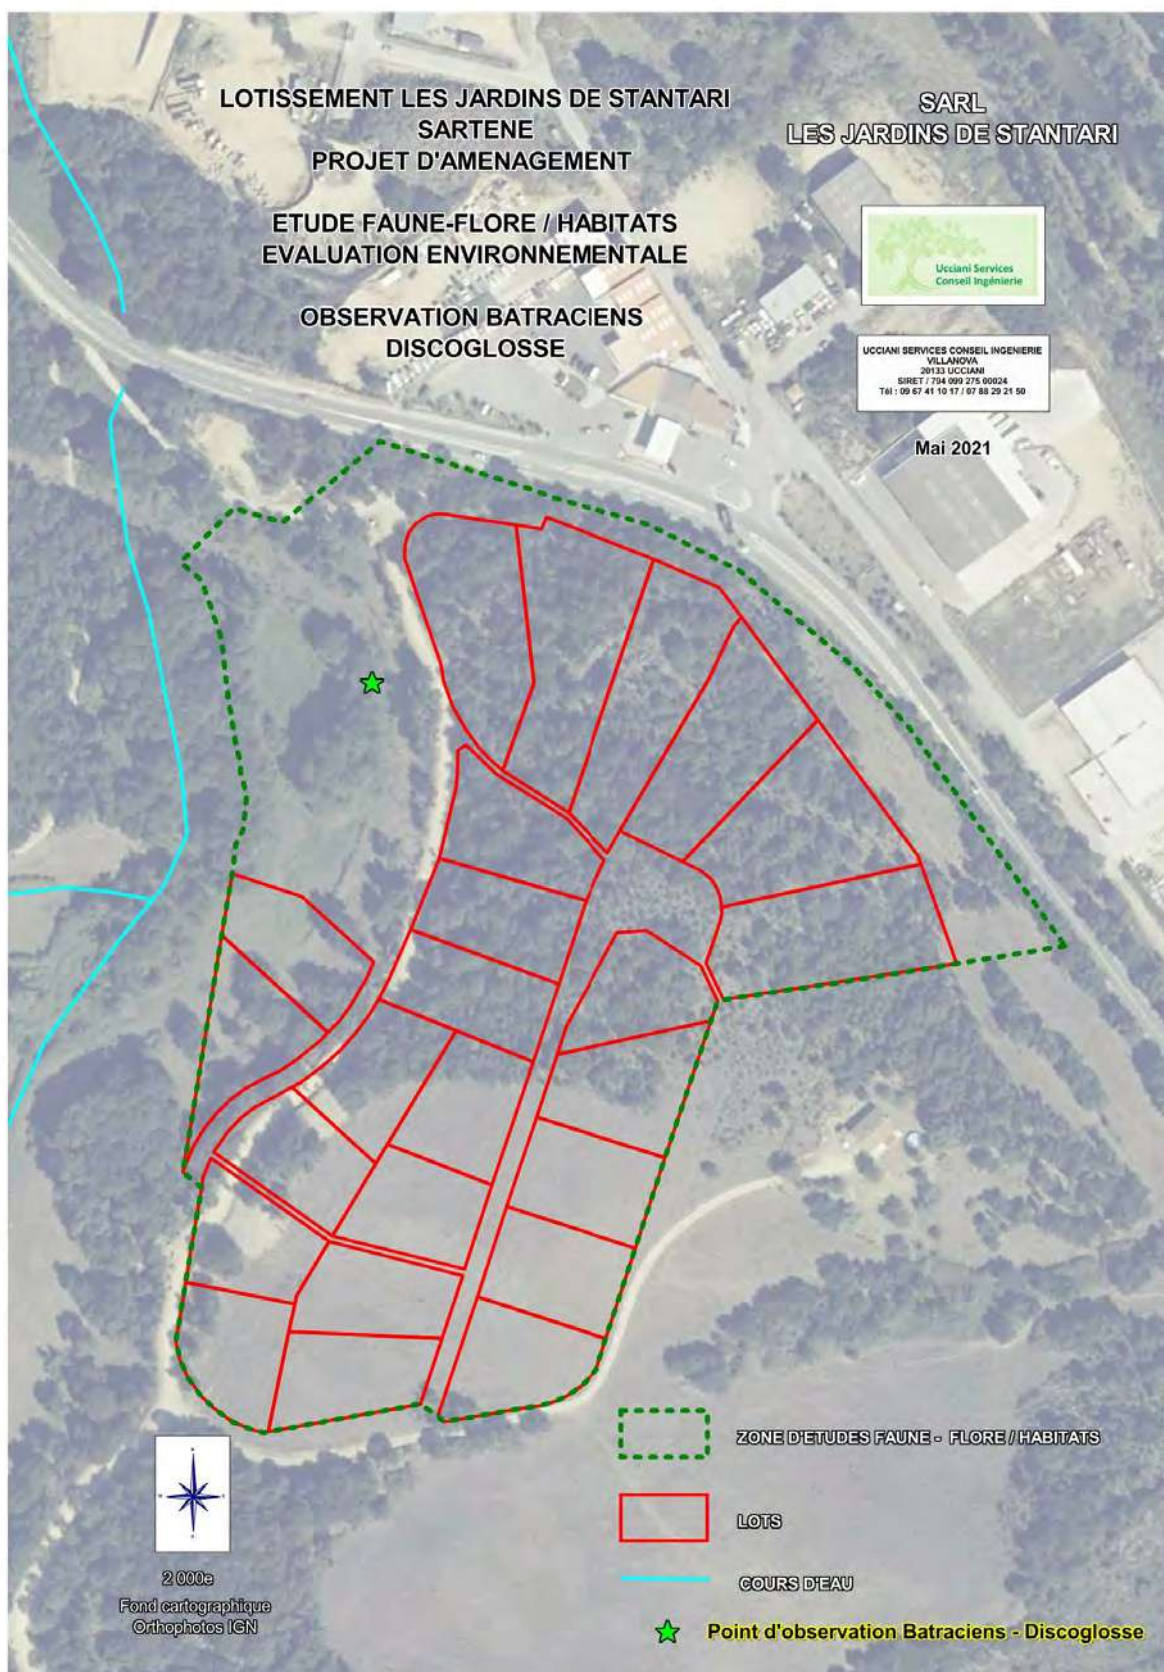 LOTISSEMENT LES JARDINS DE STANTARI
SARTENE
PROJET D'AMENAGEMENT
ETUDE FAUNE-FLORE / HABITATS
EVALUATION ENVIRONNEMENTALE
OBSERVATION BATRACIENS
DISCOGLOSSE
SARL
LES JARDINS DE STANTARI
Ucciani Services
Conseil Ingénierie
UCCIANI SERVICES CONSEIL INGENIERIE
VILLANOVA
20133 UCCIANI
SIRET / 794 099 275 00024
Tél : 09 67 41 10 17 / 07 88 29 21 50
Mai 2021
ZONE D'ETUDES FAUNE - FLORE / HABITATS
LOTS
COURS D'EAU
Point d'observation Batraciens - Discoglosse
2 000e
Fond cartographique
Orthophotos IGN